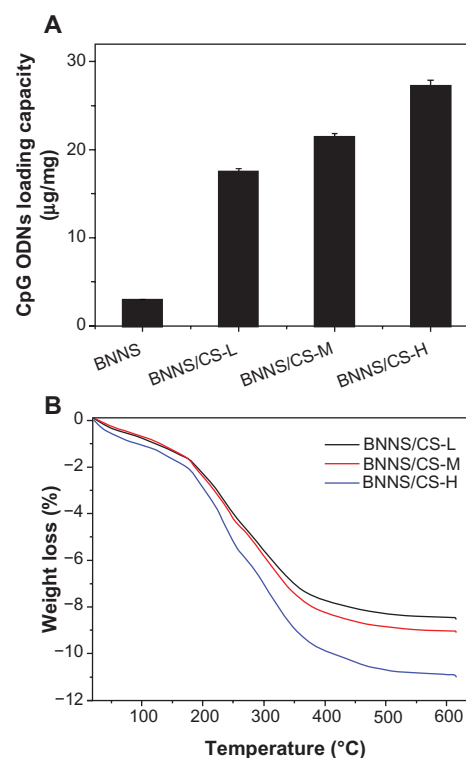 A
CpG ODNs loading capacity
(μg/mg)
30
20
10
0
BNNS
BNNS/CS-L
BNNS/CS-M
BNNS/CS-H
B
Weight loss (%)
0
−2
−4
−6
−8
−10
−12
BNNS/CS-L
BNNS/CS-M
BNNS/CS-H
100 200 300 400 500 600
Temperature (°C)